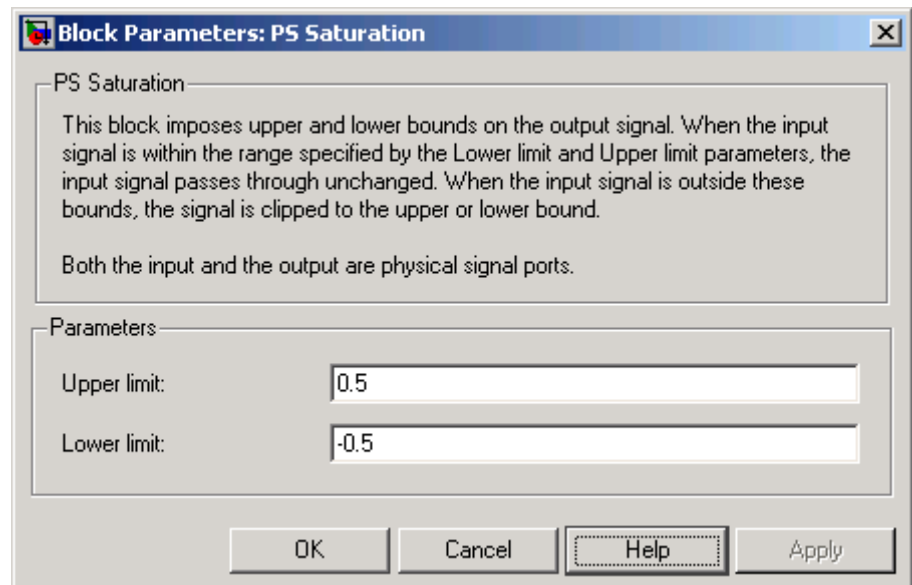 Block Parameters: PS Saturation
PS Saturation
This block imposes upper and lower bounds on the output signal. When the input
signal is within the range specified by the Lower limit and Upper limit parameters, the
input signal passes through unchanged. When the input signal is outside these
bounds, the signal is clipped to the upper or lower bound.
Both the input and the output are physical signal ports.
Parameters
Upper limit: 0.5
Lower limit: -0.5
OK Cancel Help Apply